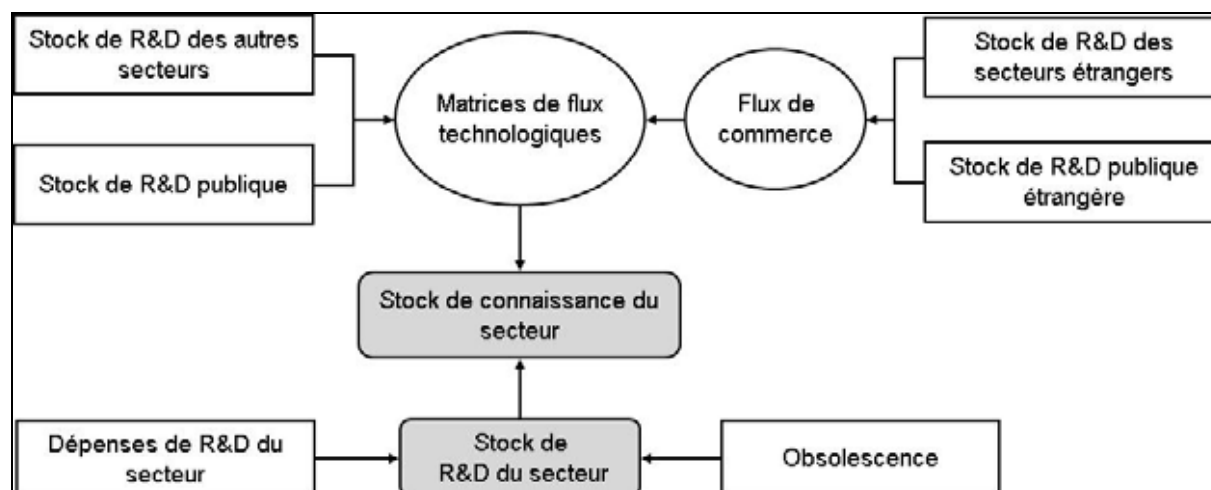 Stock de R&D des autres
secteurs
Stock de R&D publique
Matrices de flux
technologiques
Flux de
commerce
Stock de R&D des
secteurs étrangers
Stock de R&D publique
étrangère
Stock de connaissance du
secteur
Dépenses de R&D du
secteur
Stock de
R&D du secteur
Obsolescence